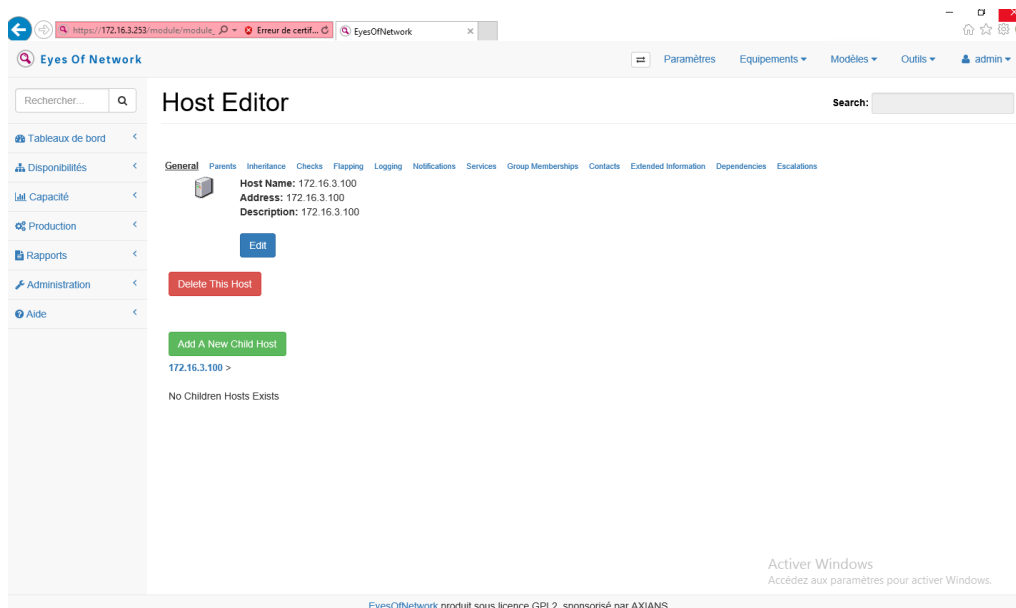 https://172.16.3.253/module/module_
Erreur de certif...
EyesOfNetwork
Eyes Of Network
Paramètres
Equipements
Modèles
Outils
admin
Rechercher...
Host Editor
Search:
Tableaux de bord
Disponibilités
Capacité
Production
Rapports
Administration
Aide
General Parents Inheritance Checks Flapping Logging Notifications Services Group Memberships Contacts Extended Information Dependencies Escalations
Host Name: 172.16.3.100
Address: 172.16.3.100
Description: 172.16.3.100
Edit
Delete This Host
Add A New Child Host
172.16.3.100 >
No Children Hosts Exists
Activer Windows
Accédez aux paramètres pour activer Windows.
EyesOfNetwork produit sous licence GPL2, sponsorisé par AXIANS